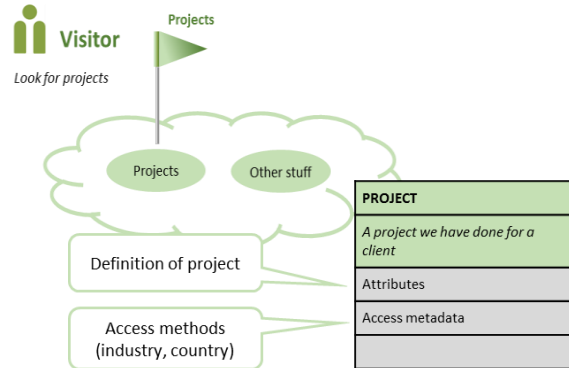 Projects
Visitor
Look for projects
Projects
Other stuff
PROJECT
A project we have done for a
client
Definition of project
Attributes
Access methods
(industry, country)
Access metadata